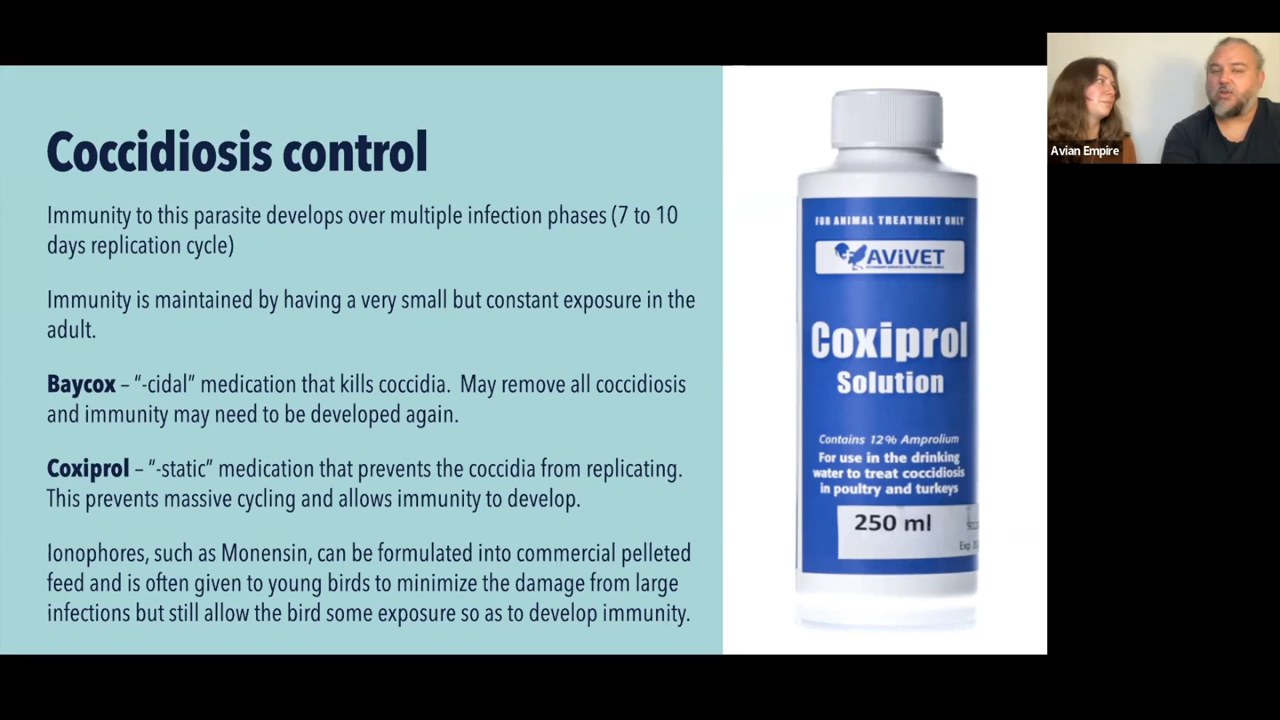 Coccidiosis control
Immunity to this parasite develops over multiple infection phases (7 to 10
days replication cycle)
Immunity is maintained by having a very small but constant exposure in the
adult.
Baycox – “-cidal” medication that kills coccidia.  May remove all coccidiosis
and immunity may need to be developed again.
Coxiprol – “-static” medication that prevents the coccidia from replicating.
This prevents massive cycling and allows immunity to develop.
Ionophores, such as Monensin, can be formulated into commercial pelleted
feed and is often given to young birds to minimize the damage from large
infections but still allow the bird some exposure so as to develop immunity.
FOR ANIMAL TREATMENT ONLY
AViVET
Coxiprol
Solution
Contains 12% Amprolium
For use in the drinking
water to treat coccidiosis
in poultry and turkeys
250 ml
Exp
Avian Empire